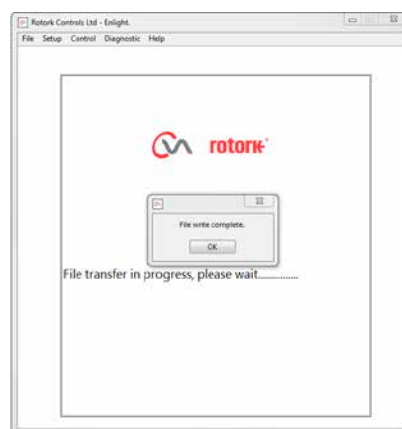 Rotork Controls Ltd - Enlight.
File Setup Control Diagnostic Help
rotork
File write complete.
OK
File transfer in progress, please wait..............